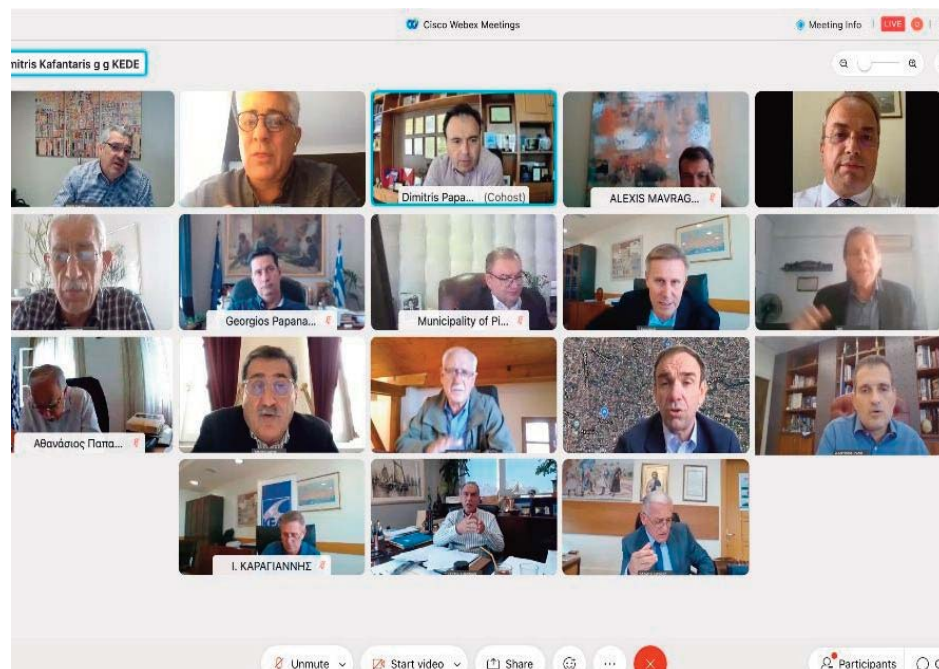 Cisco Webex Meetings
Meeting Info
LIVE
mitris Kafantaris g g KEDE
Dimitris Papa... (Cohost)
ALEXIS MAVRAG...
Georgios Papana...
Municipality of Pi...
Αθανάσιος Παπα...
Ι. ΚΑΡΑΓΙΑΝΝΗΣ
Unmute
Start video
Share
Participants